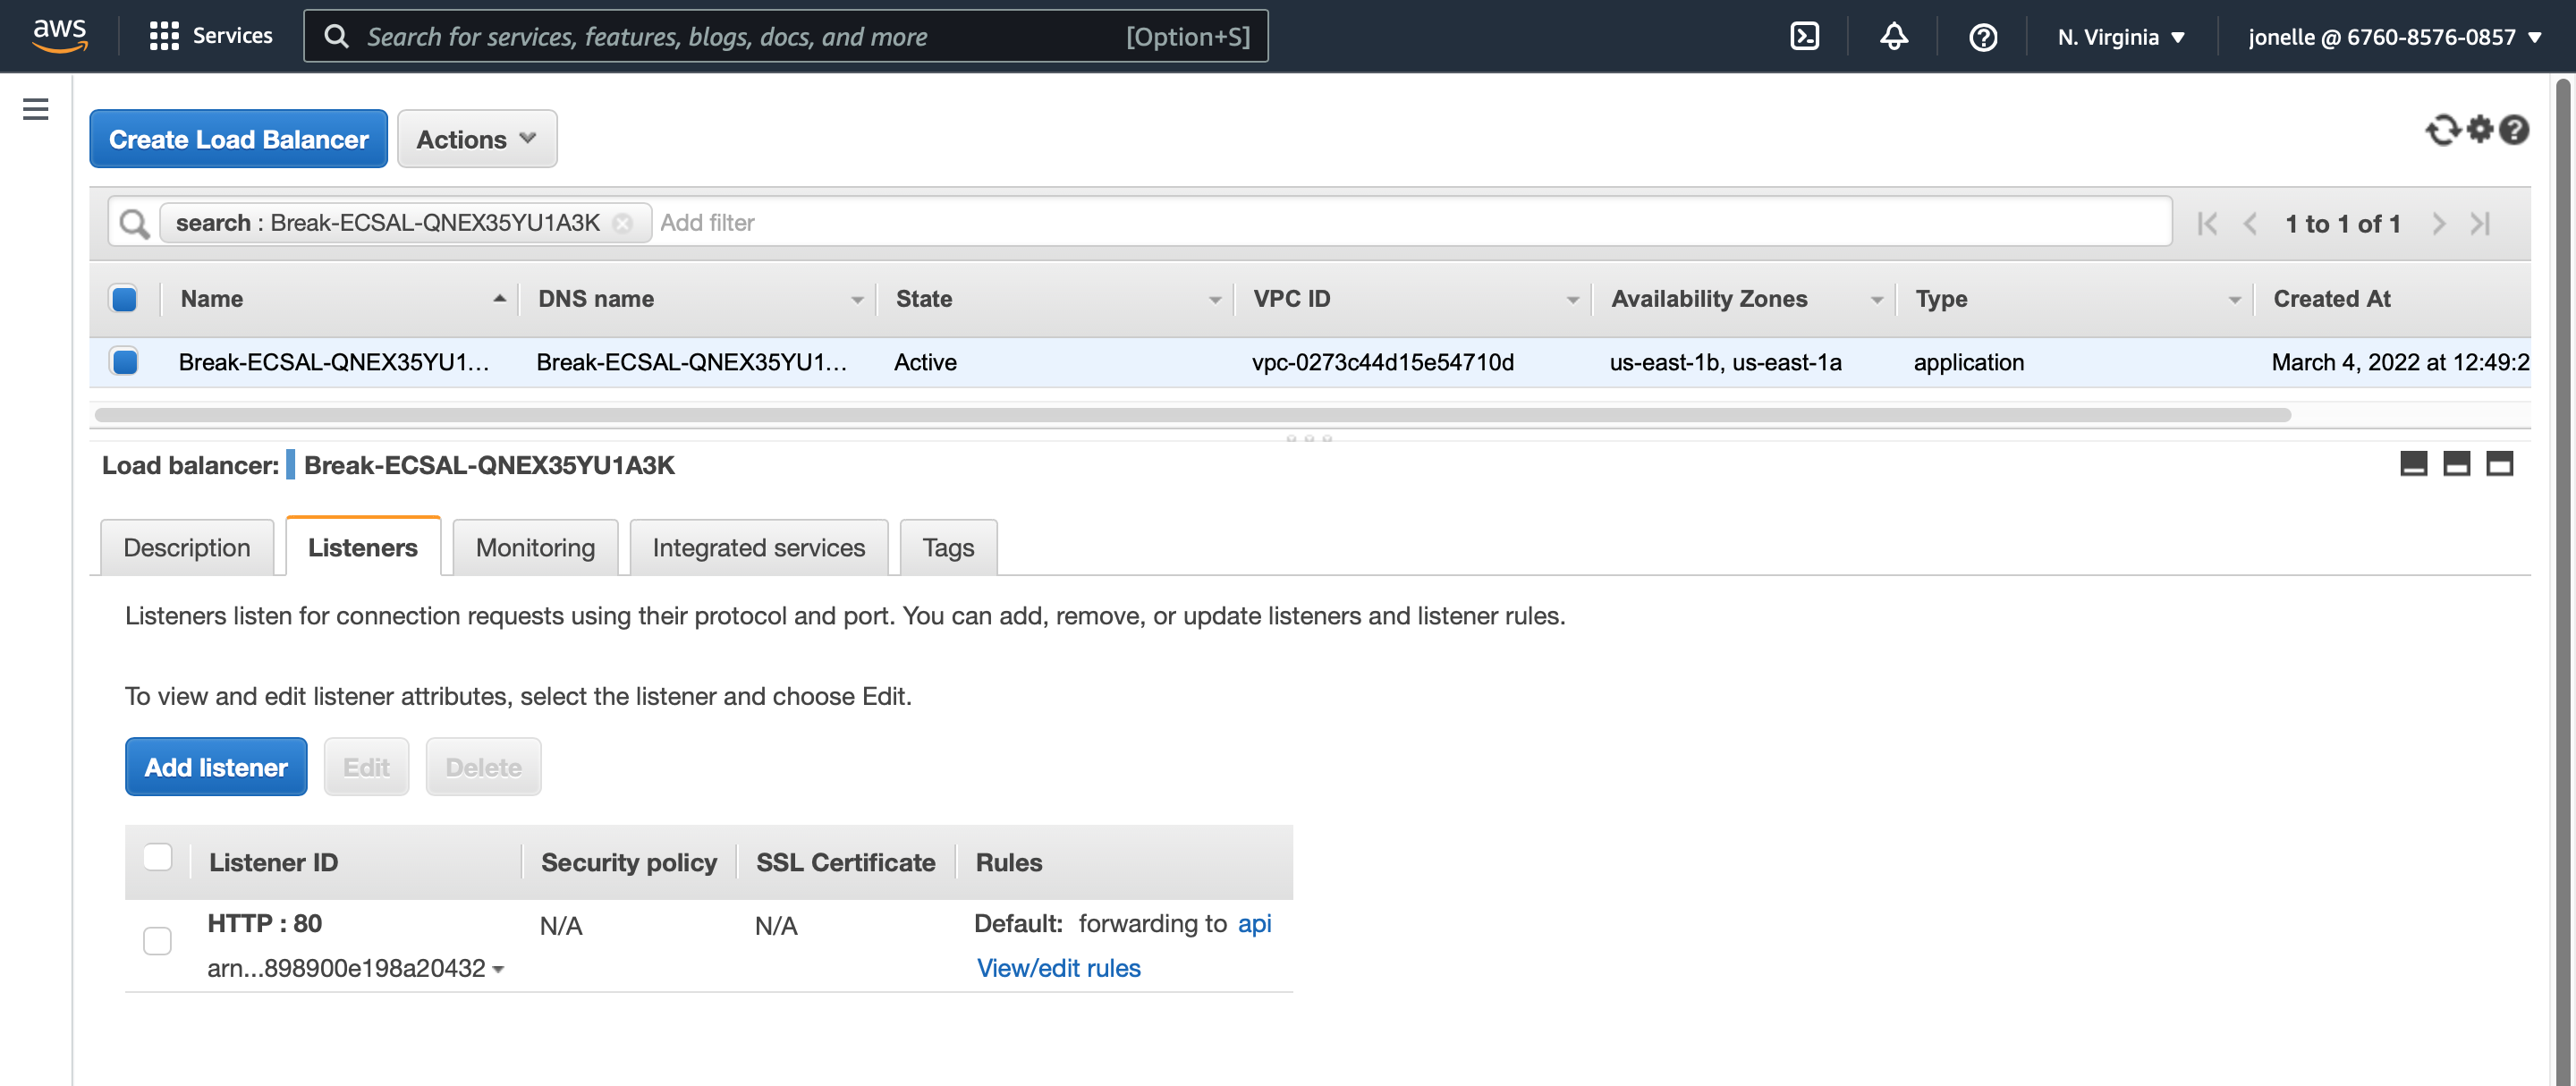 aws Services Search for services, features, blogs, docs, and more [Option+S] N. Virginia jonelle @ 6760-8576-0857
Create Load Balancer Actions
search : Break-ECSAL-QNEX35YU1A3K Add filter 1 to 1 of 1
Name DNS name State VPC ID Availability Zones Type Created At
Break-ECSAL-QNEX35YU1... Break-ECSAL-QNEX35YU1... Active vpc-0273c44d15e54710d us-east-1b, us-east-1a application March 4, 2022 at 12:49:2
Load balancer: Break-ECSAL-QNEX35YU1A3K
Description Listeners Monitoring Integrated services Tags
Listeners listen for connection requests using their protocol and port. You can add, remove, or update listeners and listener rules.
To view and edit listener attributes, select the listener and choose Edit.
Add listener Edit Delete
Listener ID Security policy SSL Certificate Rules
HTTP : 80 N/A N/A Default: forwarding to api
arn...898900e198a20432 View/edit rules